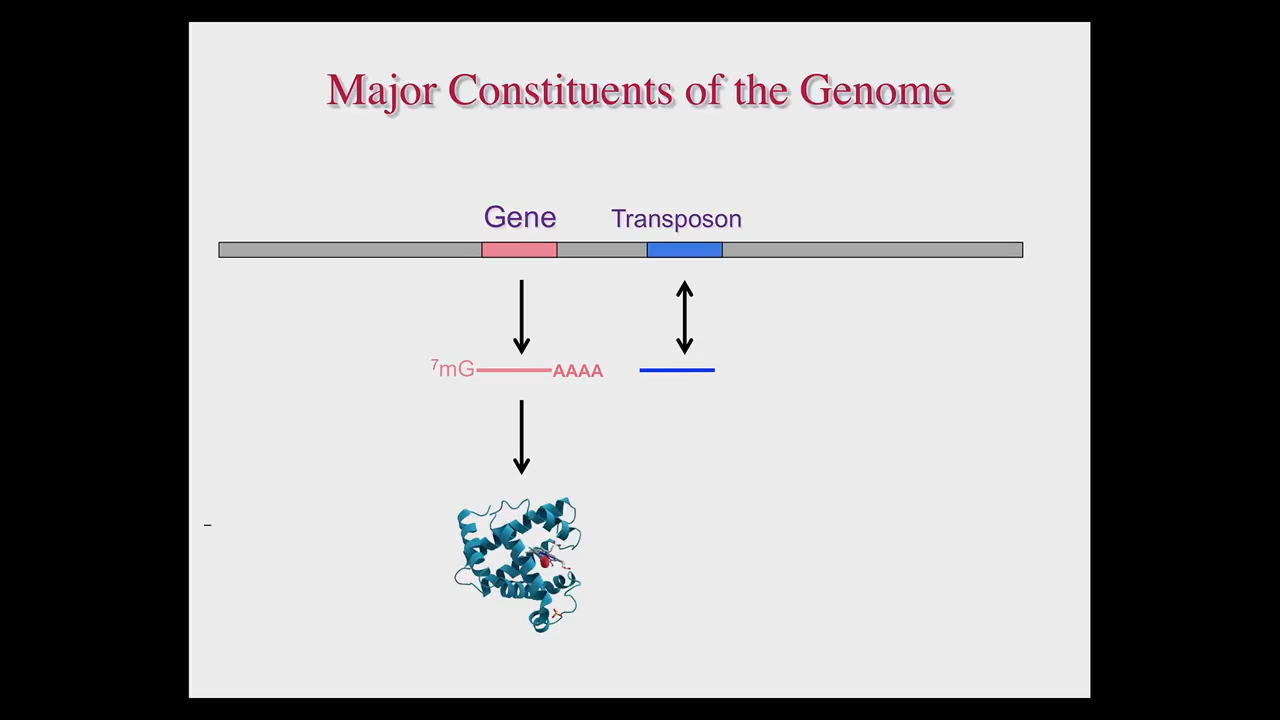 Major Constituents of the Genome
Gene Transposon
⁷mG AAAA